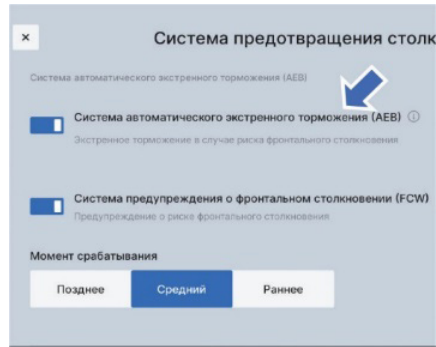 ×
Система предотвращения столк
Система автоматического экстренного торможения (AEB)
Система автоматического экстренного торможения (AEB) ⓘ
Экстренное торможение в случае риска фронтального столкновения
Система предупреждения о фронтальном столкновении (FCW)
Предупреждение о риске фронтального столкновения
Момент срабатывания
Позднее Средний Раннее